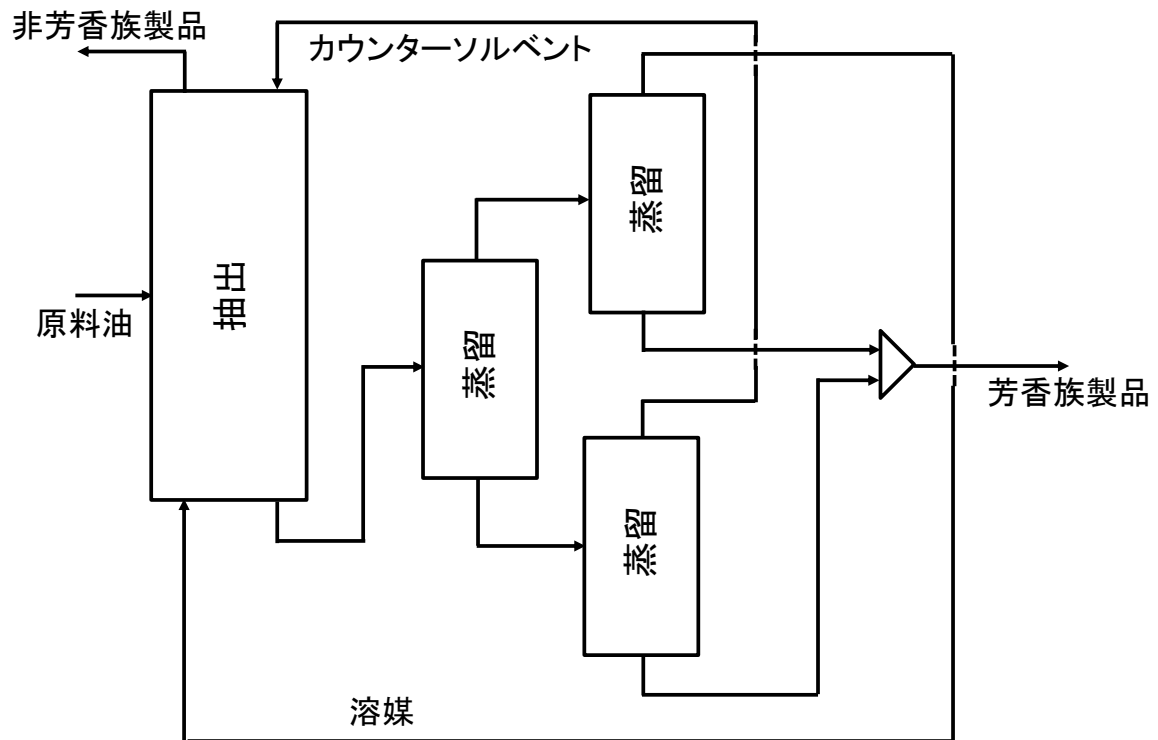 非芳香族製品
カウンターソルベント
抽出
原料油
蒸留
蒸留
蒸留
芳香族製品
溶媒